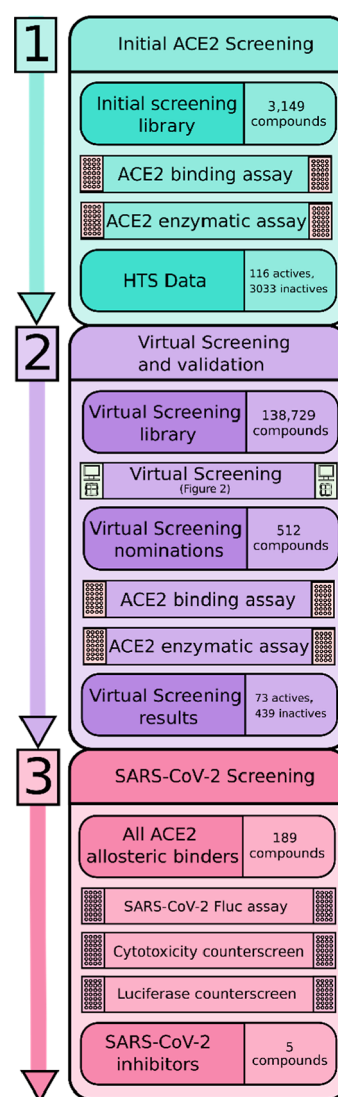 1
Initial ACE2 Screening
Initial screening
library
3,149
compounds
ACE2 binding assay
ACE2 enzymatic assay
HTS Data
116 actives,
3033 inactives
2
Virtual Screening
and validation
Virtual Screening
library
138,729
compounds
Virtual Screening
(Figure 2)
Virtual Screening
nominations
512
compounds
ACE2 binding assay
ACE2 enzymatic assay
Virtual Screening
results
73 actives,
439 inactives
3
SARS-CoV-2 Screening
All ACE2
allosteric binders
189
compounds
SARS-CoV-2 Fluc assay
Cytotoxicity counterscreen
Luciferase counterscreen
SARS-CoV-2
inhibitors
5
compounds